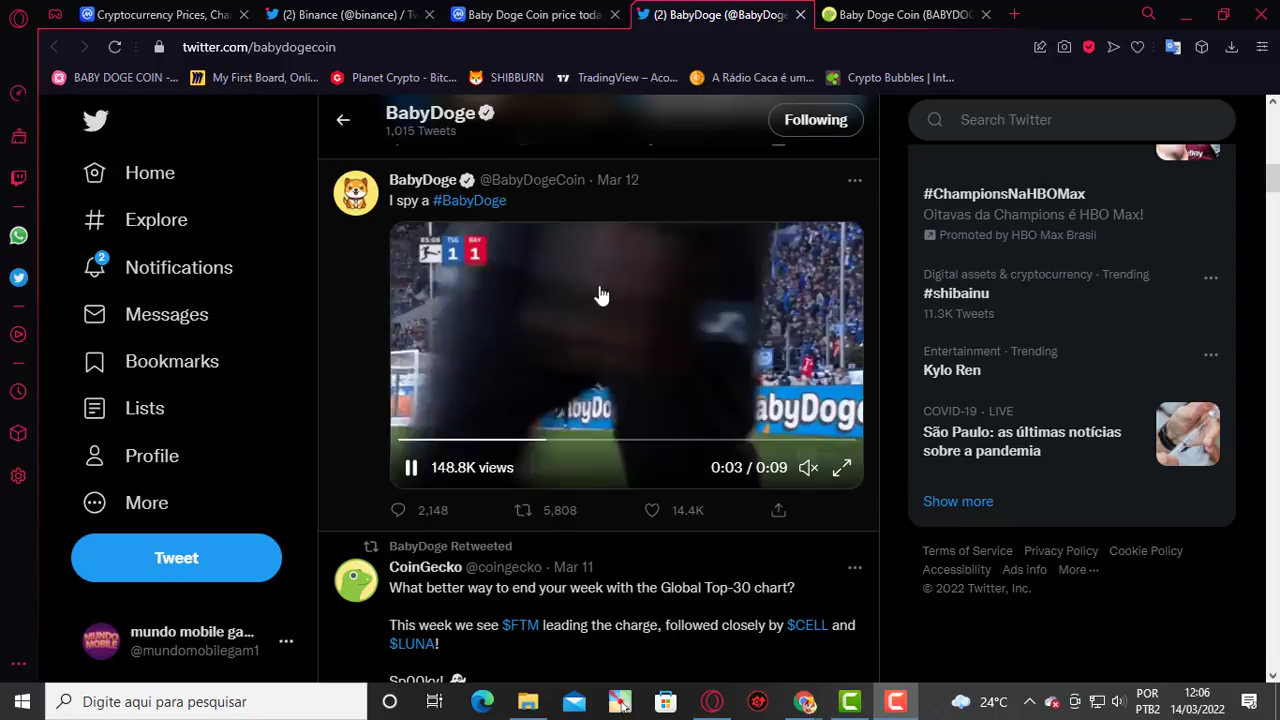 Cryptocurrency Prices, Cha
(2) Binance (@binance) / Tw
Baby Doge Coin price toda
(2) BabyDoge (@BabyDoge
Baby Doge Coin (BABYDO
twitter.com/babydogecoin
BABY DOGE COIN -...
My First Board, Onli...
Planet Crypto - Bitc...
SHIBBURN
TradingView – Aco...
A Rádio Caca é um...
Crypto Bubbles | Int...
BabyDoge
1,015 Tweets
Following
Search Twitter
Home
Explore
2
Notifications
Messages
Bookmarks
Lists
Profile
More
Tweet
mundo mobile ga...
@mundomobilegam1
BabyDoge @BabyDogeCoin · Mar 12
I spy a #BabyDoge
85:08 TSG 1 BAY 1
abyDo
abyDoge
148.8K views
0:03 / 0:09
2,148
5,808
14.4K
BabyDoge Retweeted
CoinGecko @coingecko · Mar 11
What better way to end your week with the Global Top-30 chart?
This week we see $FTM leading the charge, followed closely by $CELL and
$LUNA!
Sp00ky!
#ChampionsNaHBOMax
Oitavas da Champions é HBO Max!
Promoted by HBO Max Brasil
Digital assets & cryptocurrency · Trending
#shibainu
11.3K Tweets
Entertainment · Trending
Kylo Ren
COVID-19 · LIVE
São Paulo: as últimas notícias
sobre a pandemia
Show more
Terms of Service Privacy Policy Cookie Policy
Accessibility Ads info More ···
© 2022 Twitter, Inc.
Digite aqui para pesquisar
24°C
POR
PTB2
12:06
14/03/2022